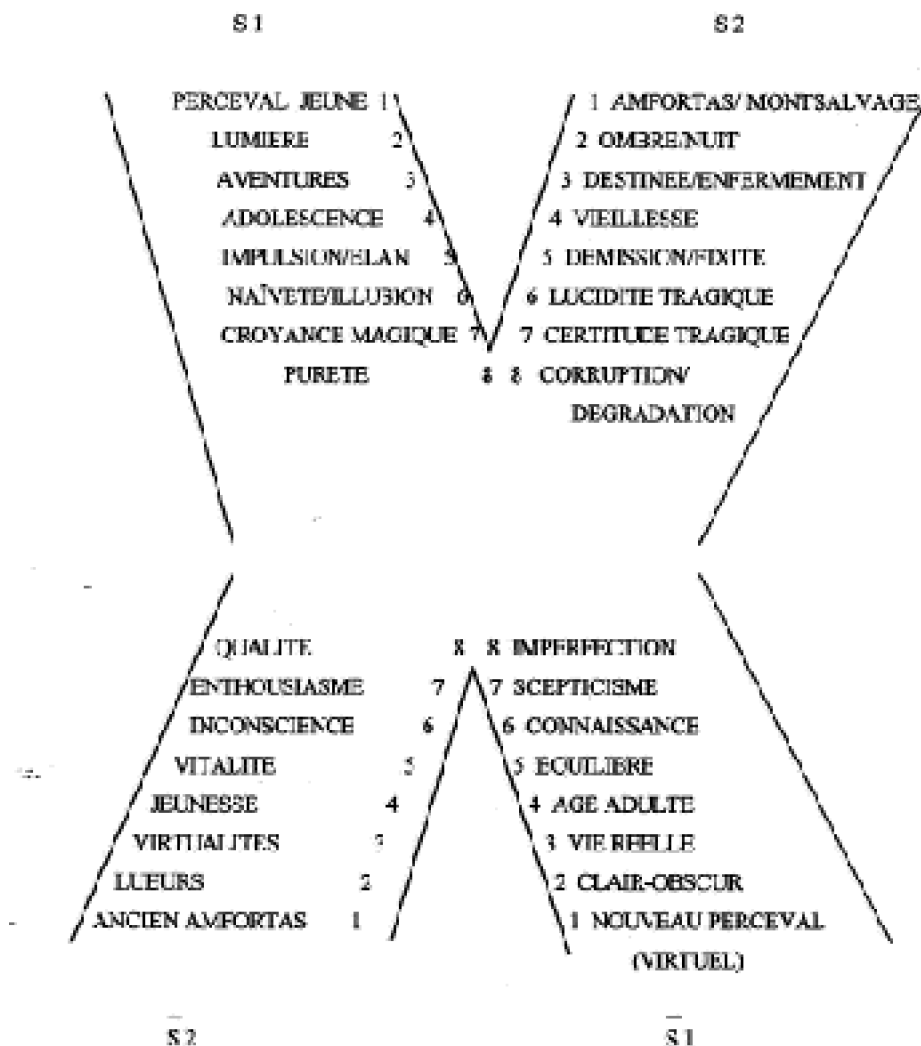 S1 S2
PERCEVAL JEUNE 1 1 AMFORTAS/ MONTSALVAGE
LUMIERE 2 2 OMBRE/NUIT
AVENTURES 3 3 DESTINEE/ENFERMEMENT
ADOLESCENCE 4 4 VIEILLESSE
IMPULSION/ELAN 5 5 DEMISSION/FIXITE
NAÏVETE/ILLUSION 6 6 LUCIDITE TRAGIQUE
CROYANCE MAGIQUE 7 7 CERTITUDE TRAGIQUE
PURETE 8 8 CORRUPTION/
DEGRADATION
QUALITE 8 8 IMPERFECTION
ENTHOUSIASME 7 7 SCEPTICISME
INCONSCIENCE 6 6 CONNAISSANCE
VITALITE 5 5 EQUILIBRE
JEUNESSE 4 4 AGE ADULTE
VIRTUALITES 3 3 VIE REELLE
LUEURS 2 2 CLAIR-OBSCUR
ANCIEN AMFORTAS 1 1 NOUVEAU PERCEVAL
(VIRTUEL)
S̅2 S̅1